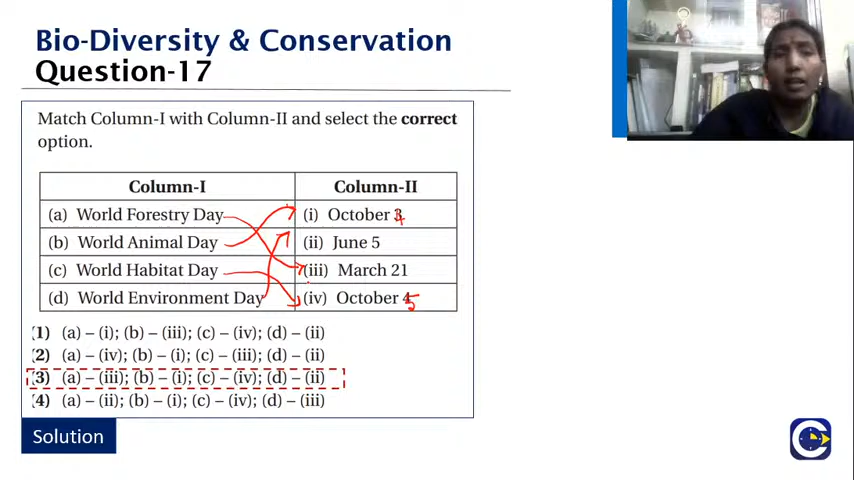 Bio-Diversity & Conservation
Question-17
Match Column-I with Column-II and select the correct
option.
Column-I Column-II
(a) World Forestry Day (i) October 4
(b) World Animal Day (ii) June 5
(c) World Habitat Day (iii) March 21
(d) World Environment Day (iv) October 5
(1) (a) – (i); (b) – (iii); (c) – (iv); (d) – (ii)
(2) (a) – (iv); (b) – (i); (c) – (iii); (d) – (ii)
(3) (a) – (iii); (b) – (i); (c) – (iv); (d) – (ii)
(4) (a) – (ii); (b) – (i); (c) – (iv); (d) – (iii)
Solution